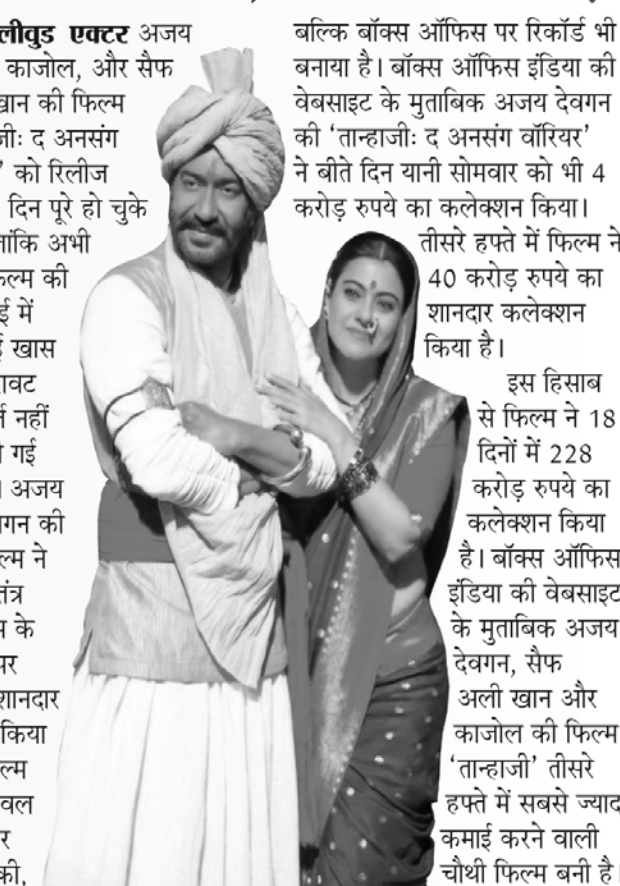 लीवुड एक्टर अजय
काजोल, और सैफ
खान की फिल्म
जीः द अनसंग
’ को रिलीज
दिन पूरे हो चुके
लांकि अभी
फिल्म की
ई में
ई खास
ावट
र्त नहीं
ी गई
। अजय
गन की
ल्म ने
तंत्र
स के
पर
शानदार
किया
ल्म
वल
र
की,
बल्कि बॉक्स ऑफिस पर रिकॉर्ड भी
बनाया है। बॉक्स ऑफिस इंडिया की
वेबसाइट के मुताबिक अजय देवगन
की ‘तान्हाजीः द अनसंग वॉरियर’
ने बीते दिन यानी सोमवार को भी 4
करोड़ रुपये का कलेक्शन किया।
तीसरे हफ्ते में फिल्म ने
40 करोड़ रुपये का
शानदार कलेक्शन
किया है।
इस हिसाब
से फिल्म ने 18
दिनों में 228
करोड़ रुपये का
कलेक्शन किया
है। बॉक्स ऑफिस
इंडिया की वेबसाइट
के मुताबिक अजय
देवगन, सैफ
अली खान और
काजोल की फिल्म
‘तान्हाजी’ तीसरे
हफ्ते में सबसे ज्याद
कमाई करने वाली
चौथी फिल्म बनी है।